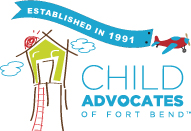 ESTABLISHED IN 1991
CHILD
ADVOCATES
OF FORT BEND™